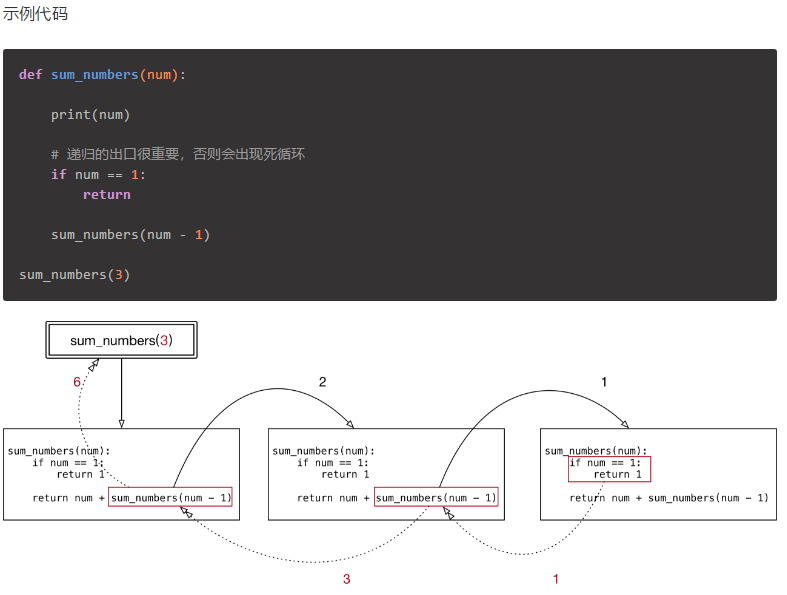 示例代码
def sum_numbers(num):
print(num)
# 递归的出口很重要，否则会出现死循环
if num == 1:
return
sum_numbers(num - 1)
sum_numbers(3)
sum_numbers(3)
6
2
1
sum_numbers(num):
if num == 1:
return 1
return num + sum_numbers(num - 1)
sum_numbers(num):
if num == 1:
return 1
return num + sum_numbers(num - 1)
sum_numbers(num):
if num == 1:
return 1
return num + sum_numbers(num - 1)
3
1